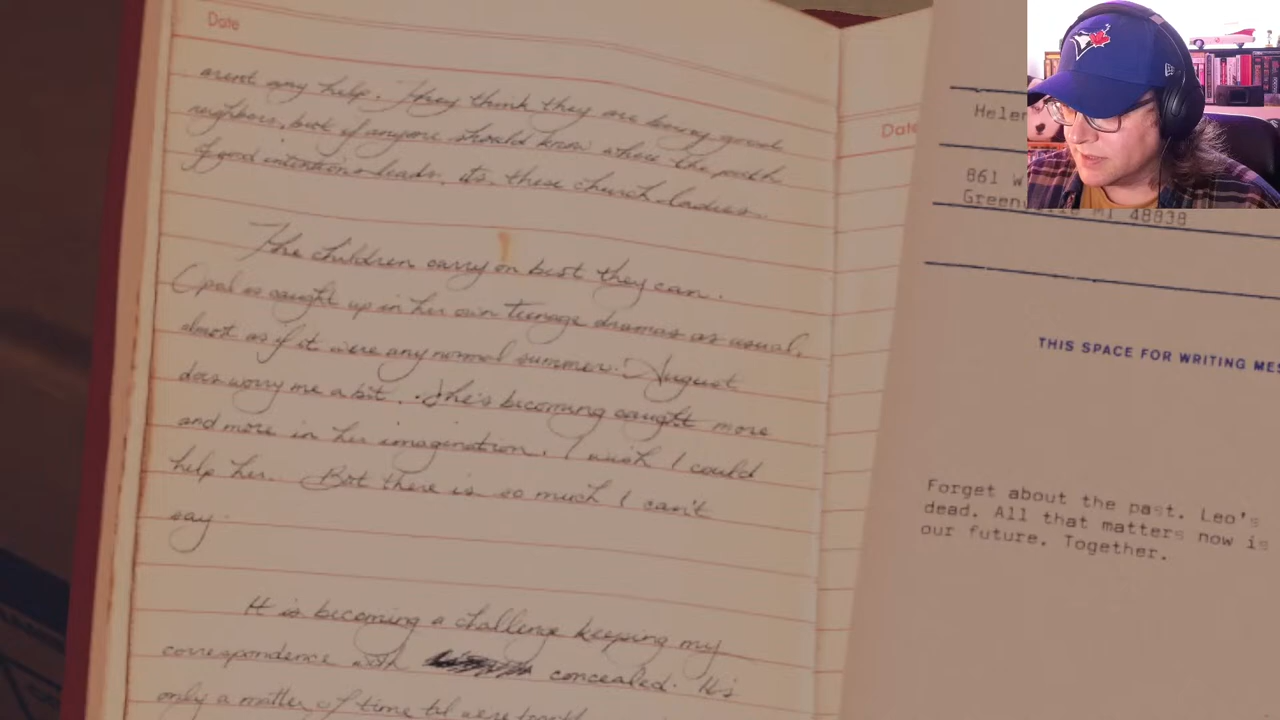 Date
arent any help. They think they are being good
neighbors, but if anyone should know where the path
of good intentions leads, it's these church ladies.
The children carry on best they can.
Opal is caught up in her own teenage dramas as usual,
almost as if it were any normal summer. August
does worry me a bit. She's becoming caught more
and more in her imagination. I wish I could
help her. But there is so much I can't
say.
It is becoming a challenge keeping my
correspondence with concealed. It's
only a matter of time til we're
Date
Helen
861 W
Greenville MI 48838
THIS SPACE FOR WRITING MES
Forget about the past. Leo's
dead. All that matters now is
our future. Together.